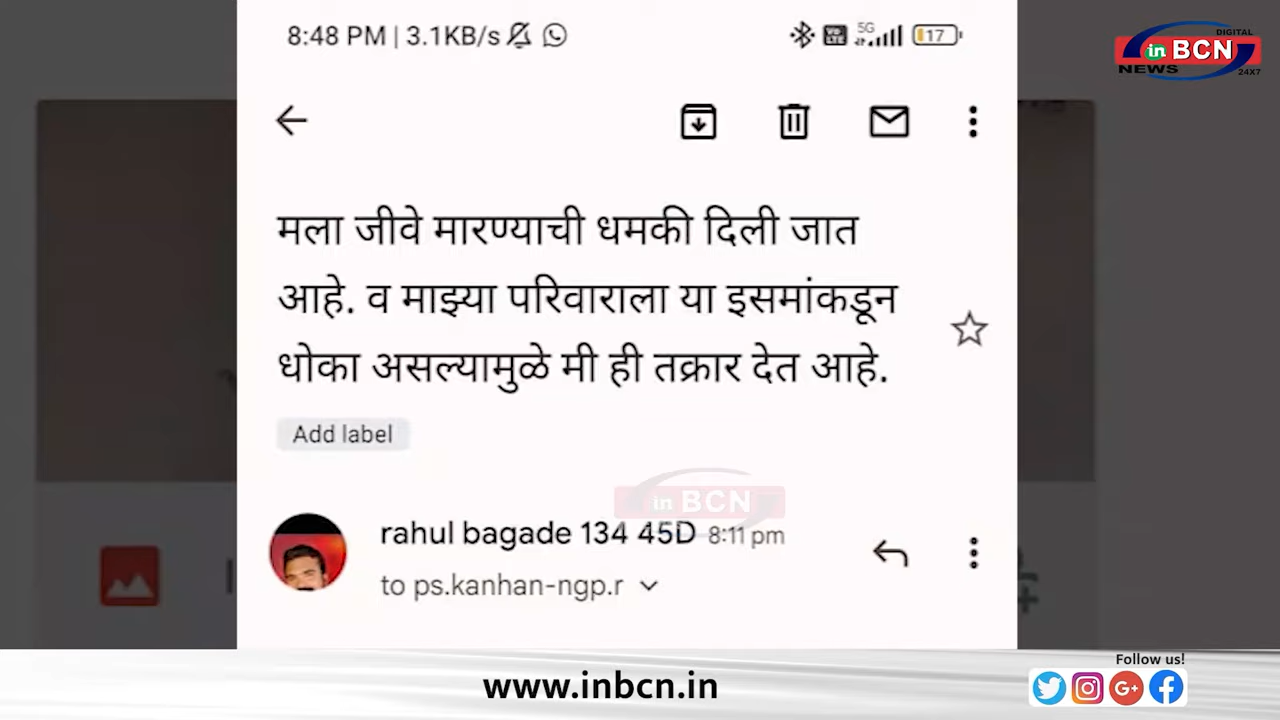 8:48 PM | 3.1KB/s
5G
17
DIGITAL
in BCN
NEWS 24X7
मला जीवे मारण्याची धमकी दिली जात
आहे. व माझ्या परिवाराला या इसमांकडून
धोका असल्यामुळे मी ही तक्रार देत आहे.
Add label
in BCN
rahul bagade 134 45D 8:11 pm
to ps.kanhan-ngp.r
Follow us!
www.inbcn.in